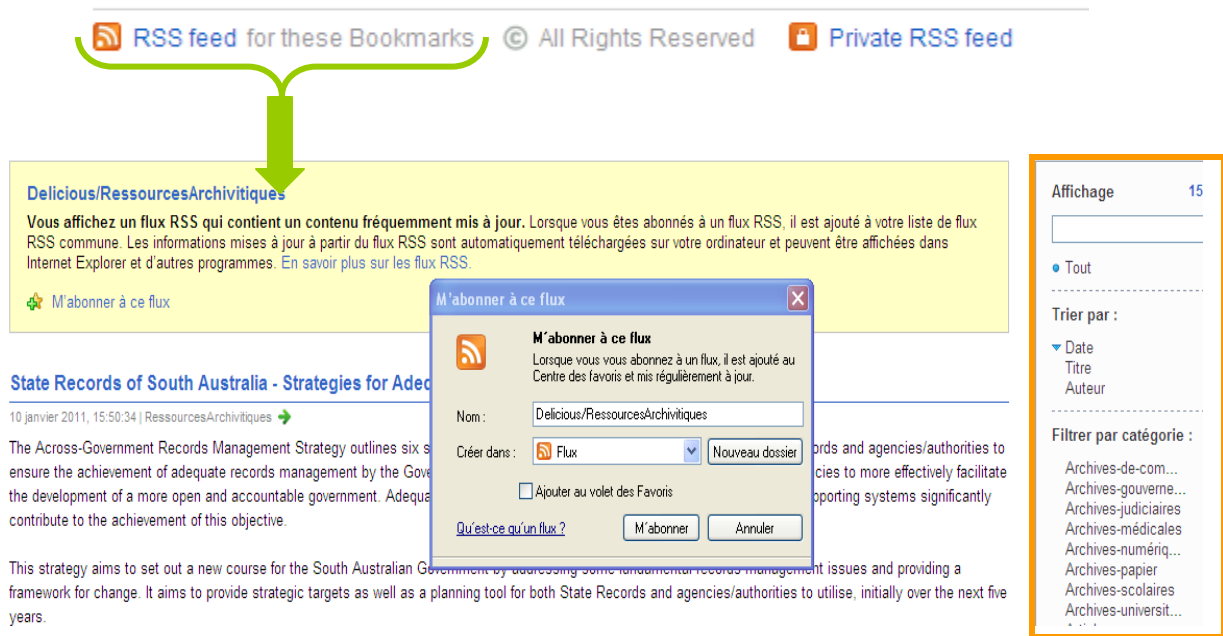 RSS feed for these Bookmarks © All Rights Reserved Private RSS feed
Delicious/RessourcesArchivitiques
Vous affichez un flux RSS qui contient un contenu fréquemment mis à jour. Lorsque vous êtes abonnés à un flux RSS, il est ajouté à votre liste de flux
RSS commune. Les informations mises à jour à partir du flux RSS sont automatiquement téléchargées sur votre ordinateur et peuvent être affichées dans
Internet Explorer et d'autres programmes. En savoir plus sur les flux RSS.
M'abonner à ce flux
State Records of South Australia - Strategies for Adeq
10 janvier 2011, 15:50:34 | RessourcesArchivitiques
The Across-Government Records Management Strategy outlines six s
ords and agencies/authorities to
ensure the achievement of adequate records management by the Gove
cies to more effectively facilitate
the development of a more open and accountable government. Adequa
pporting systems significantly
contribute to the achievement of this objective.
This strategy aims to set out a new course for the South Australian Government by addressing some fundamental records management issues and providing a
framework for change. It aims to provide strategic targets as well as a planning tool for both State Records and agencies/authorities to utilise, initially over the next five
years.
M'abonner à ce flux
M´abonner à ce flux
Lorsque vous vous abonnez à un flux, il est ajouté au
Centre des favoris et mis régulièrement à jour.
Nom : Delicious/RessourcesArchivitiques
Créer dans : Flux Nouveau dossier
Ajouter au volet des Favoris
Qu´est-ce qu´un flux ? M´abonner Annuler
Affichage 15
Tout
Trier par :
Date
Titre
Auteur
Filtrer par catégorie :
Archives-de-com...
Archives-gouverne...
Archives-judiciaires
Archives-médicales
Archives-numériq...
Archives-papier
Archives-scolaires
Archives-universit...